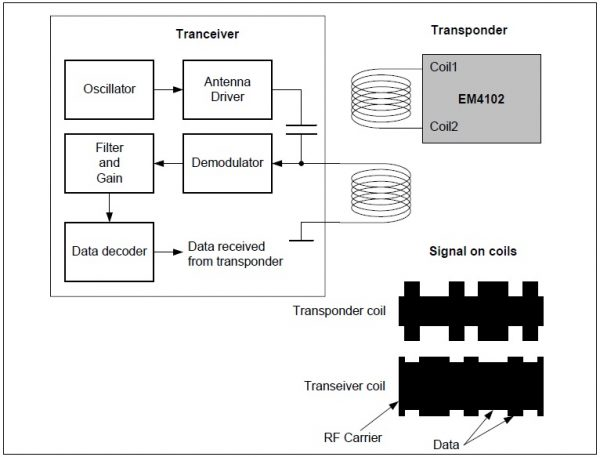 Tranceiver
Transponder
Oscillator
Antenna
Driver
Coil1
EM4102
Coil2
Filter
and
Gain
Demodulator
Data decoder
Data received
from transponder
Signal on coils
Transponder coil
Transeiver coil
RF Carrier
Data